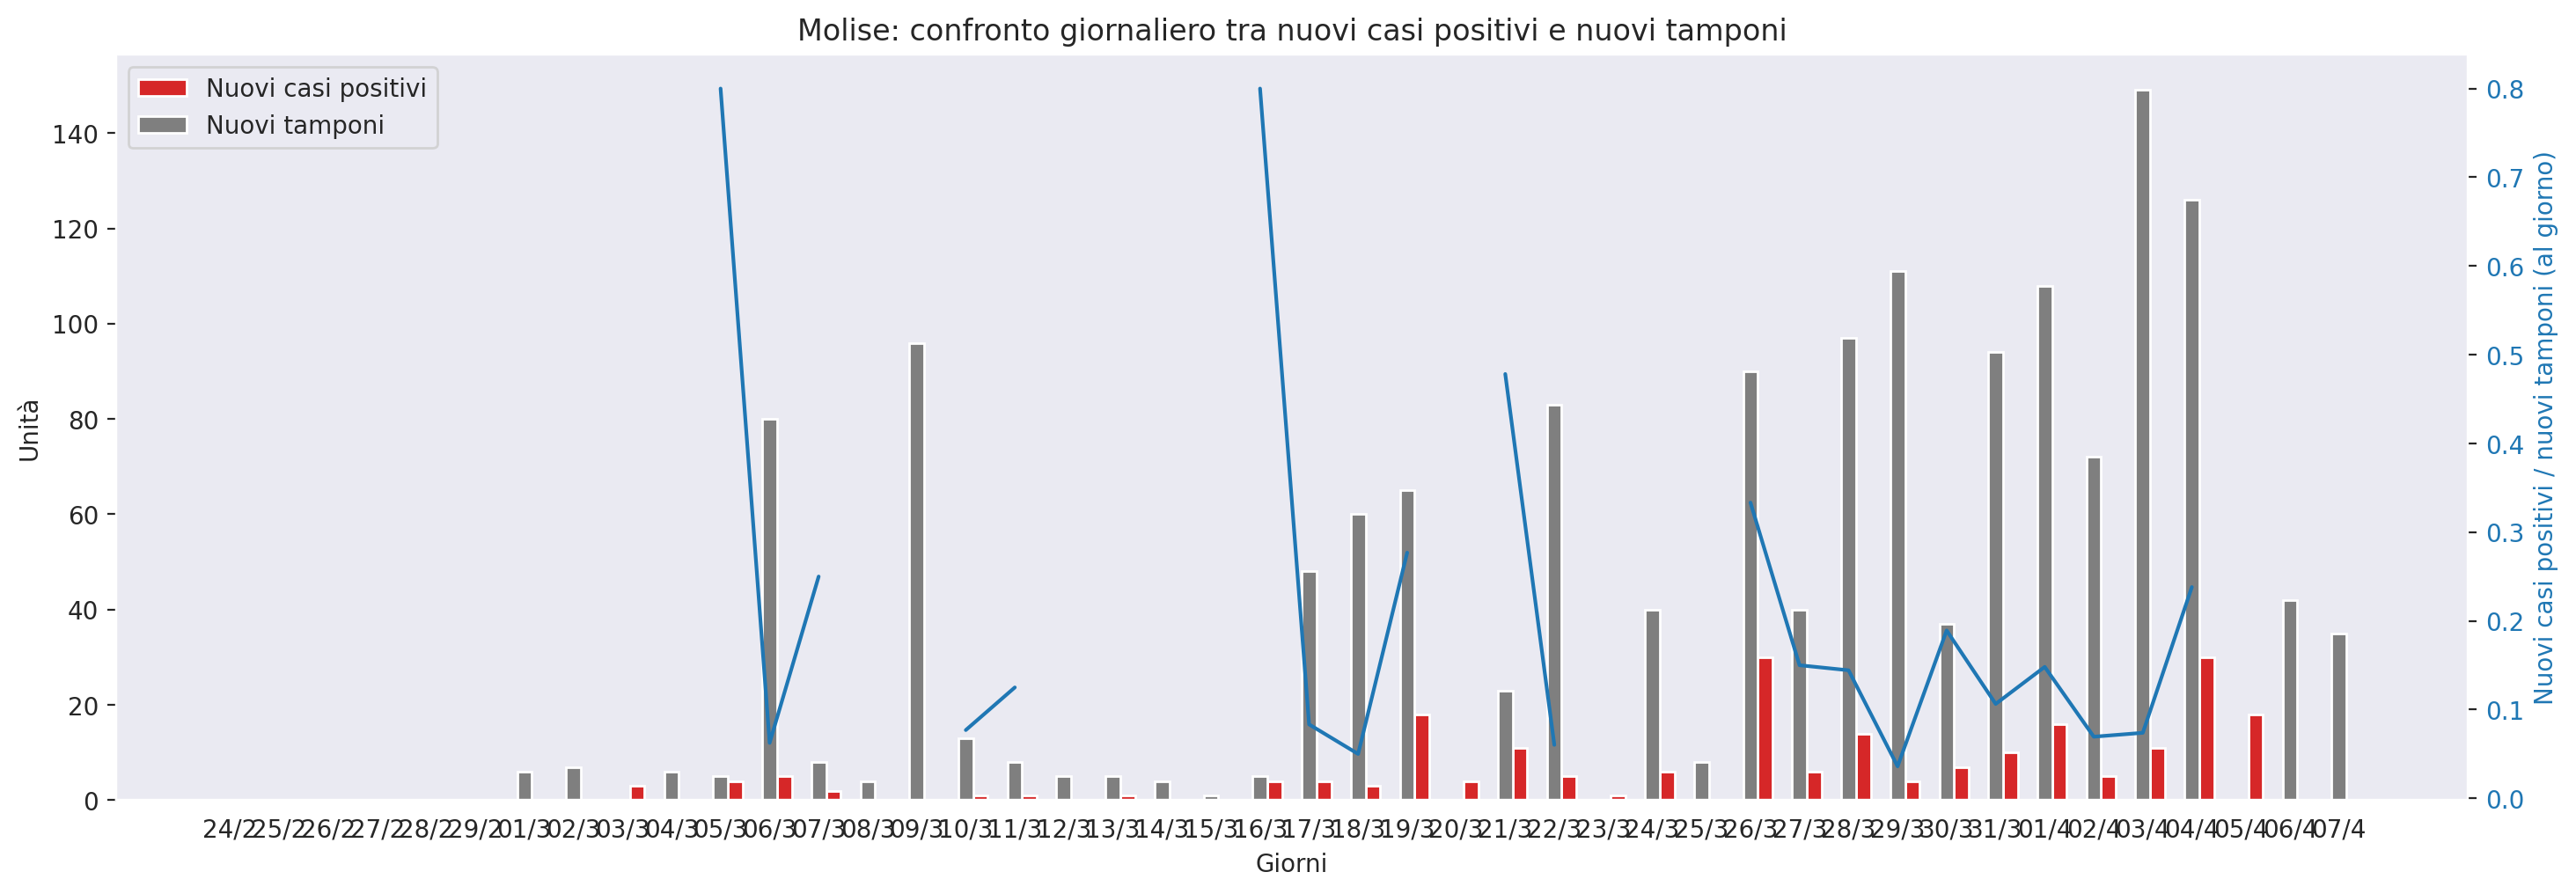 Molise: confronto giornaliero tra nuovi casi positivi e nuovi tamponi
Nuovi casi positivi
Nuovi tamponi
Unità
140
120
100
80
60
40
20
0
0.8
0.7
0.6
0.5
0.4
0.3
0.2
0.1
0.0
Nuovi casi positivi / nuovi tamponi (al giorno)
24/2 25/2 26/2 27/2 28/2 29/2 01/3 02/3 03/3 04/3 05/3 06/3 07/3 08/3 09/3 10/3 11/3 12/3 13/3 14/3 15/3 16/3 17/3 18/3 19/3 20/3 21/3 22/3 23/3 24/3 25/3 26/3 27/3 28/3 29/3 30/3 31/3 01/4 02/4 03/4 04/4 05/4 06/4 07/4
Giorni